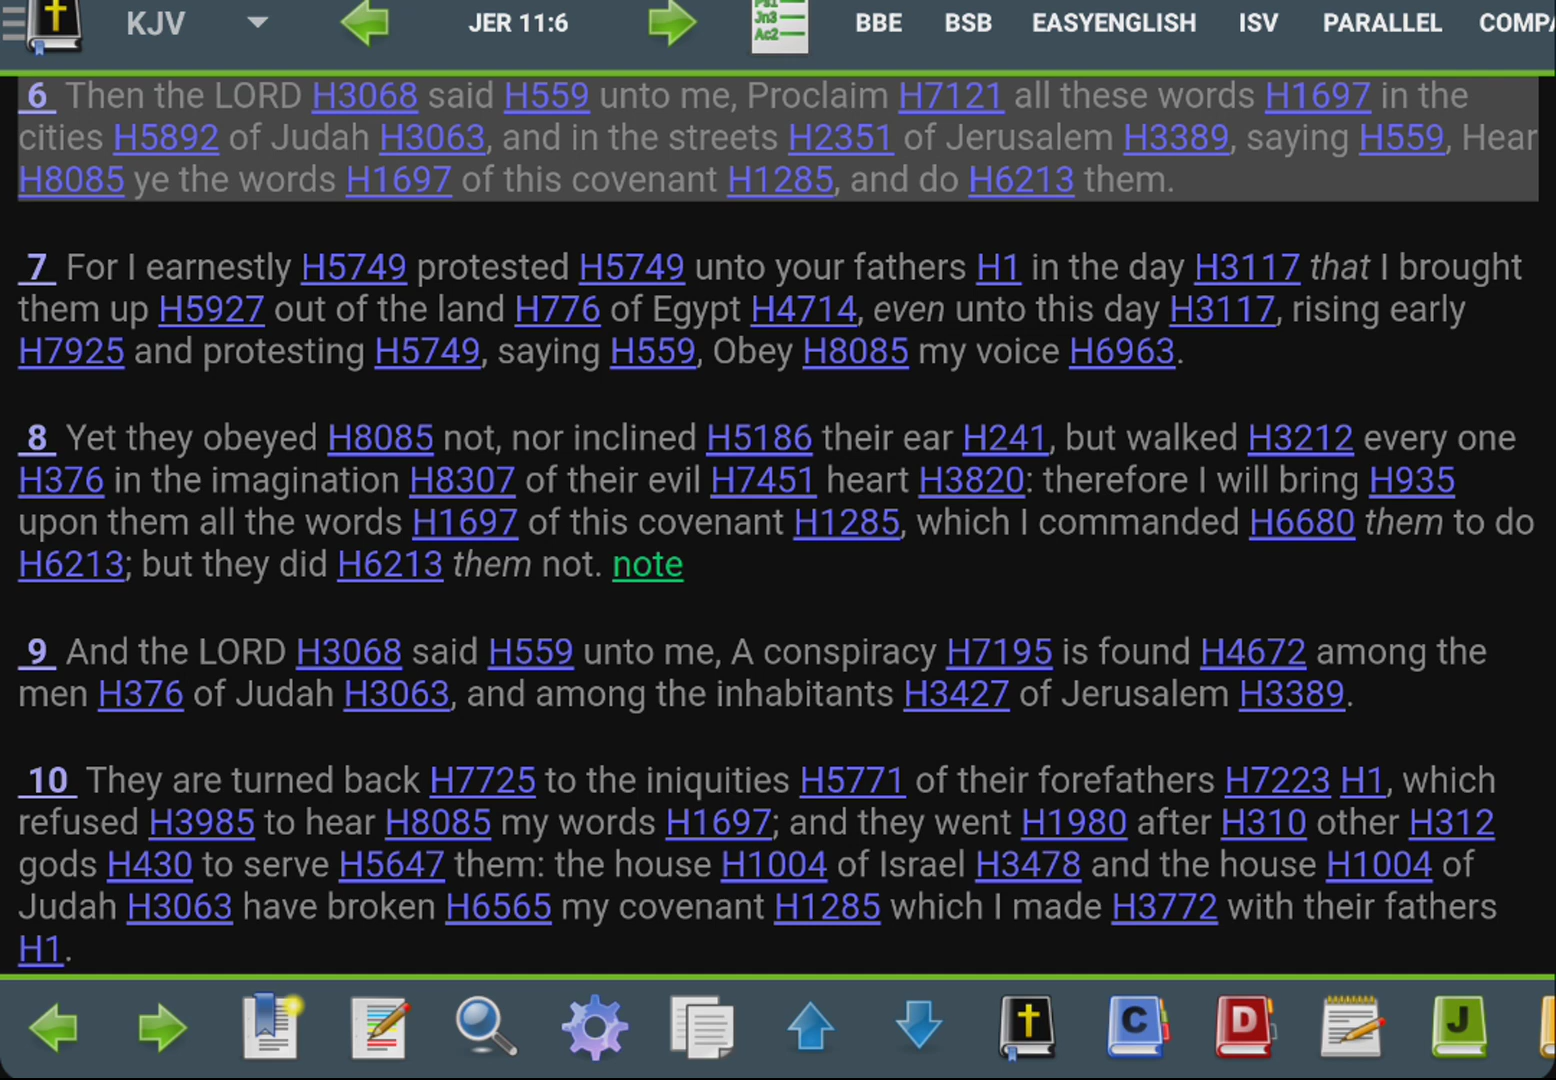 KJV JER 11:6 Ps1 Jn3 Ac2 BBE BSB EASYENGLISH ISV PARALLEL COMPA
6 Then the LORD H3068 said H559 unto me, Proclaim H7121 all these words H1697 in the
cities H5892 of Judah H3063, and in the streets H2351 of Jerusalem H3389, saying H559, Hear
H8085 ye the words H1697 of this covenant H1285, and do H6213 them.
7 For I earnestly H5749 protested H5749 unto your fathers H1 in the day H3117 that I brought
them up H5927 out of the land H776 of Egypt H4714, even unto this day H3117, rising early
H7925 and protesting H5749, saying H559, Obey H8085 my voice H6963.
8 Yet they obeyed H8085 not, nor inclined H5186 their ear H241, but walked H3212 every one
H376 in the imagination H8307 of their evil H7451 heart H3820: therefore I will bring H935
upon them all the words H1697 of this covenant H1285, which I commanded H6680 them to do
H6213; but they did H6213 them not. note
9 And the LORD H3068 said H559 unto me, A conspiracy H7195 is found H4672 among the
men H376 of Judah H3063, and among the inhabitants H3427 of Jerusalem H3389.
10 They are turned back H7725 to the iniquities H5771 of their forefathers H7223 H1, which
refused H3985 to hear H8085 my words H1697; and they went H1980 after H310 other H312
gods H430 to serve H5647 them: the house H1004 of Israel H3478 and the house H1004 of
Judah H3063 have broken H6565 my covenant H1285 which I made H3772 with their fathers
H1.
C D J